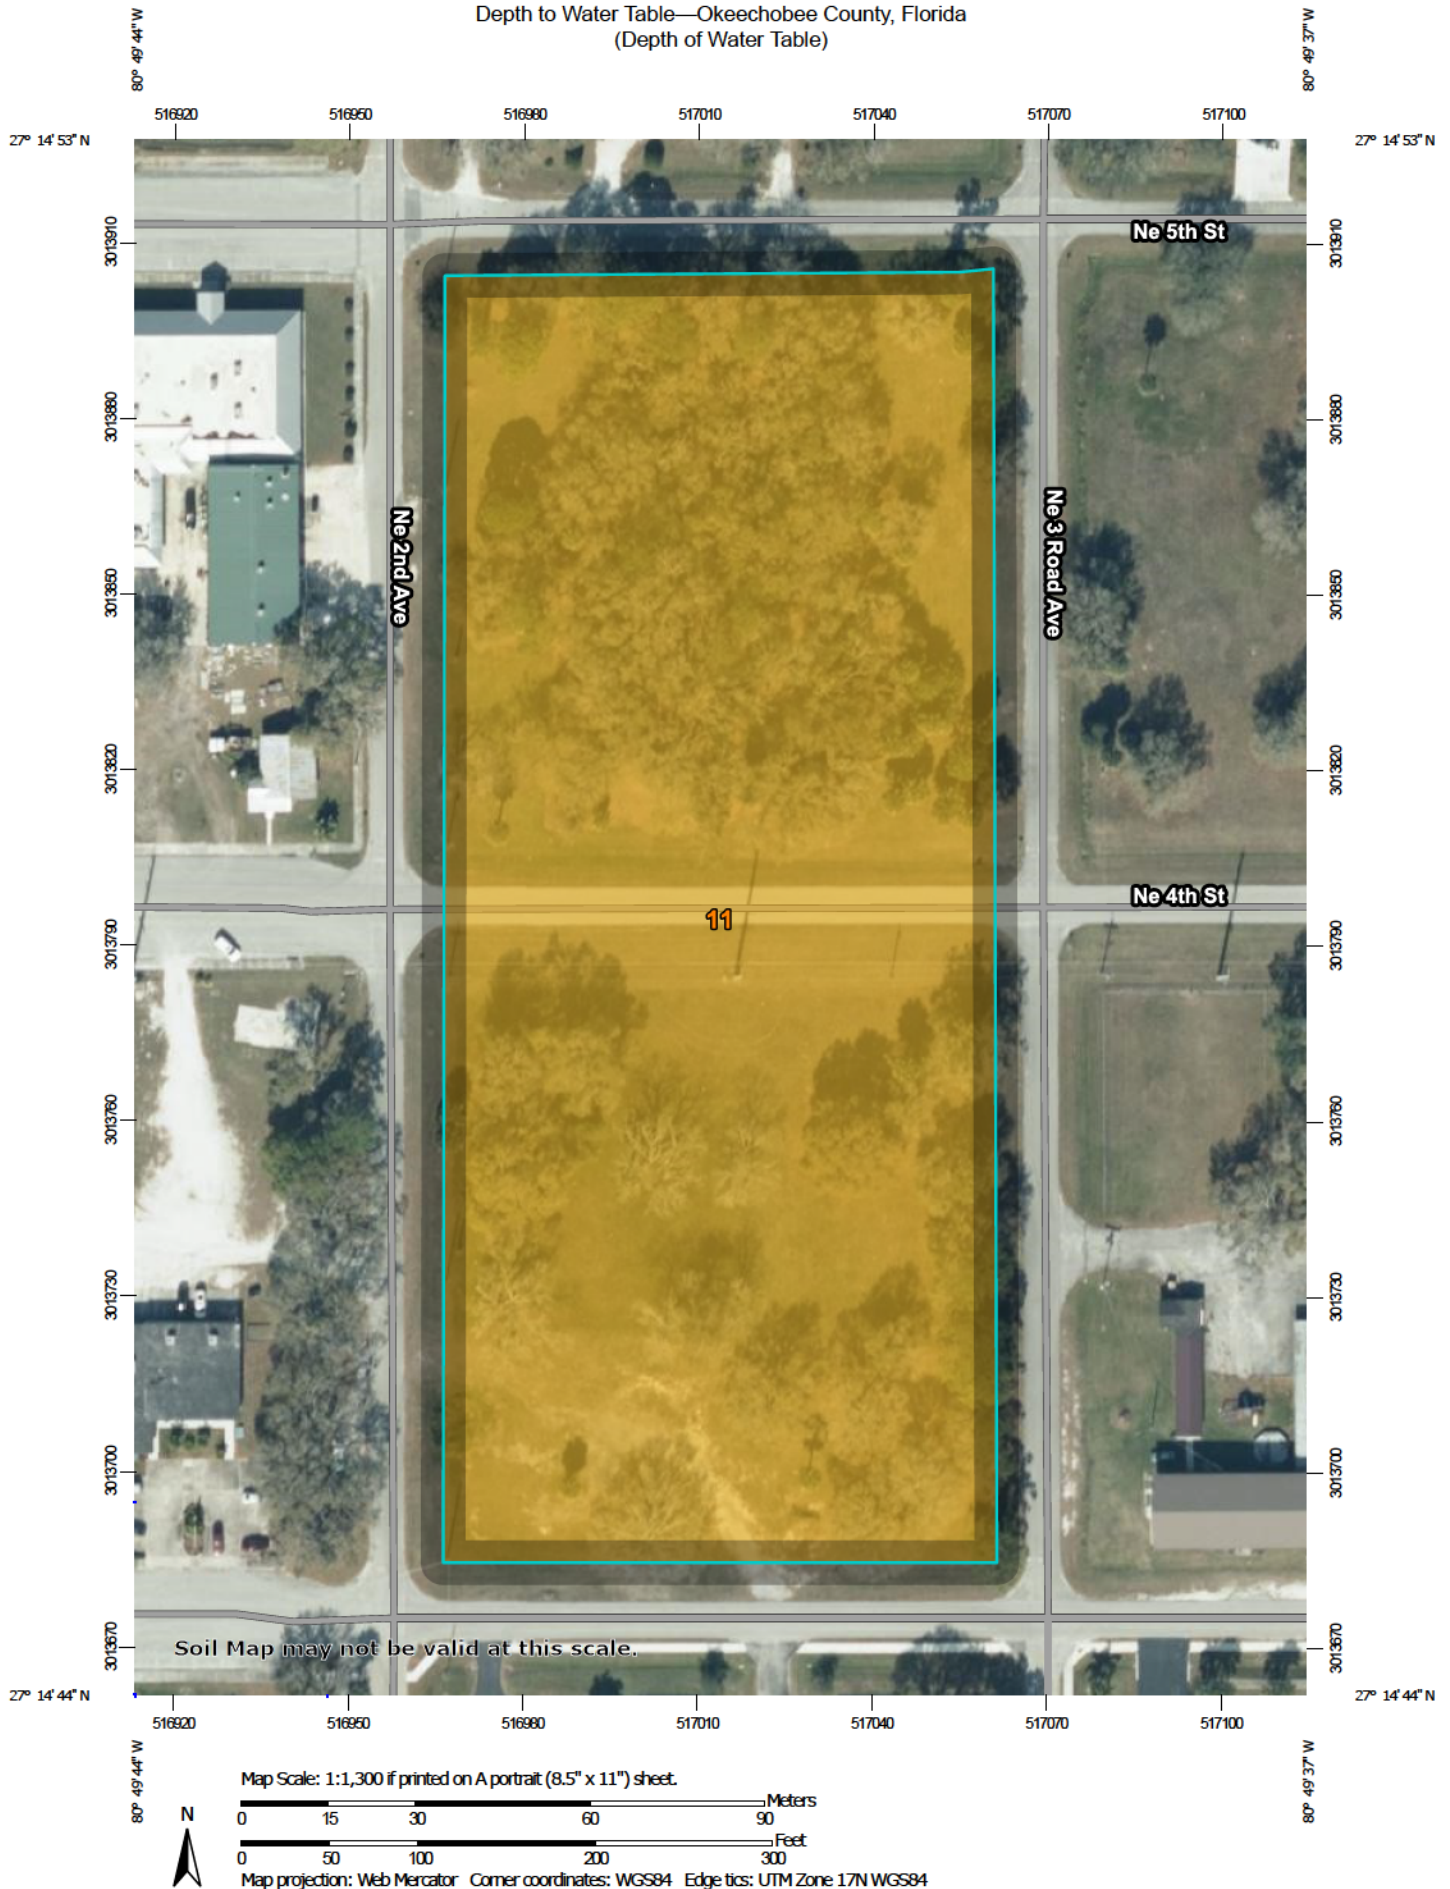 Depth to Water Table—Okeechobee County, Florida
(Depth of Water Table)
80° 49' 44" W
80° 49' 37" W
516920 516950 516980 517010 517040 517070 517100
27° 14' 53" N
27° 14' 53" N
Ne 5th St
3013910
3013910
3013880
3013880
Ne 2nd Ave
Ne 3 Road Ave
3013850
3013850
3013820
3013820
Ne 4th St
11
3013790
3013790
3013760
3013760
3013730
3013730
3013700
3013700
3013670
3013670
Soil Map may not be valid at this scale.
27° 14' 44" N
27° 14' 44" N
516920 516950 516980 517010 517040 517070 517100
80° 49' 44" W
80° 49' 37" W
Map Scale: 1:1,300 if printed on A portrait (8.5" x 11") sheet.
Meters
0 15 30 60 90
N
Feet
0 50 100 200 300
Map projection: Web Mercator Corner coordinates: WGS84 Edge tics: UTM Zone 17N WGS84